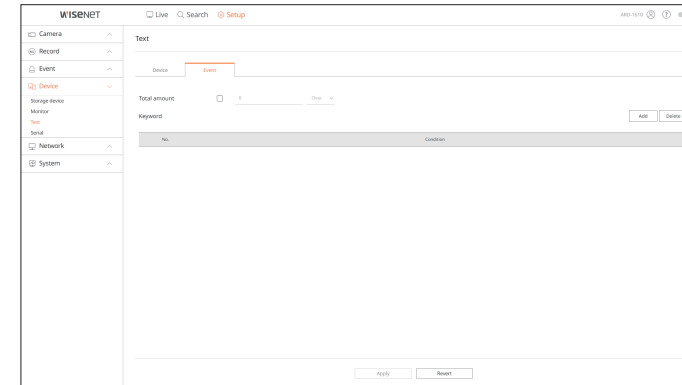 WISENET
Live Search Setup
ARD-1610
Camera
Record
Event
Device
Storage device
Monitor
Text
Serial
Network
System
Text
Device Event
Total amount 0 Over
Keyword Add Delete
No. Condition
Apply Revert